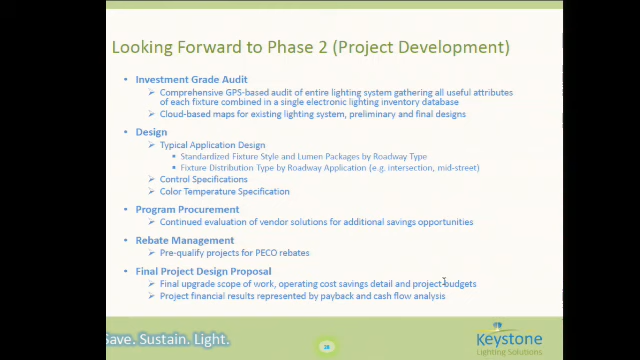 Looking Forward to Phase 2 (Project Development)
• Investment Grade Audit
➢ Comprehensive GPS-based audit of entire lighting system gathering all useful attributes
of each fixture combined in a single electronic lighting inventory database
➢ Cloud-based maps for existing lighting system, preliminary and final designs
• Design
➢ Typical Application Design
▪ Standardized Fixture Style and Lumen Packages by Roadway Type
▪ Fixture Distribution Type by Roadway Application (e.g. intersection, mid-street)
➢ Control Specifications
➢ Color Temperature Specification
• Program Procurement
➢ Continued evaluation of vendor solutions for additional savings opportunities
• Rebate Management
➢ Pre-qualify projects for PECO rebates
• Final Project Design Proposal
➢ Final upgrade scope of work, operating cost savings detail and project budgets
➢ Project financial results represented by payback and cash flow analysis
Save. Sustain. Light.
Keystone
Lighting Solutions